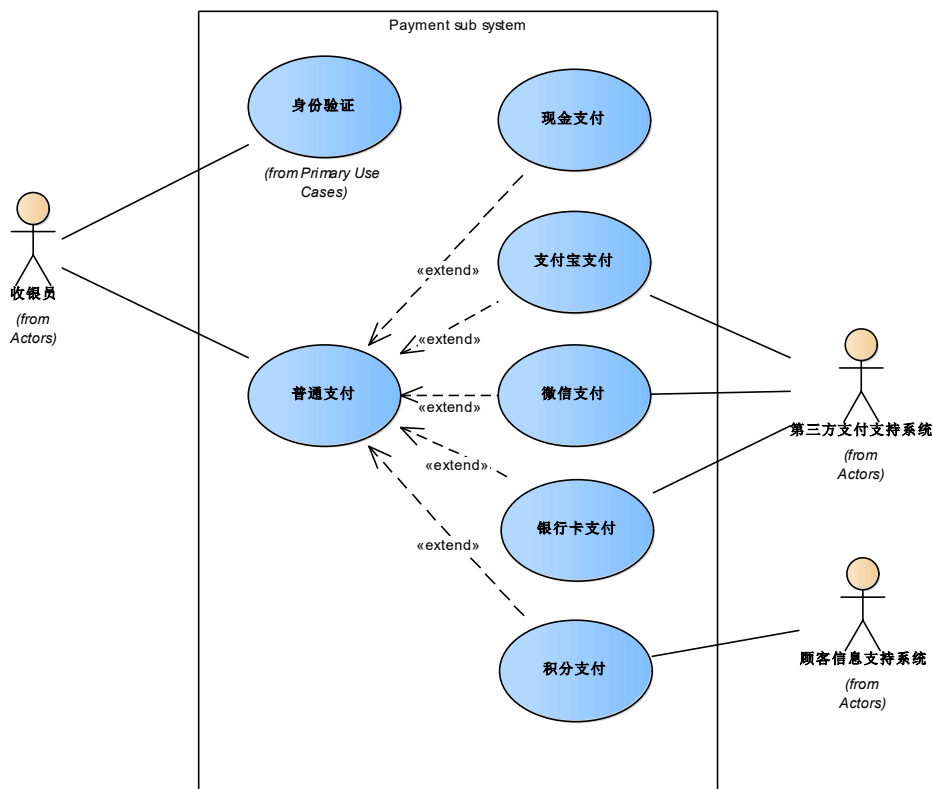 Payment sub system
身份验证
(from Primary Use
Cases)
现金支付
支付宝支付
«extend»
«extend»
收银员
(from
Actors)
普通支付
微信支付
«extend»
第三方支付支持系统
(from
Actors)
«extend»
银行卡支付
«extend»
积分支付
顾客信息支持系统
(from
Actors)